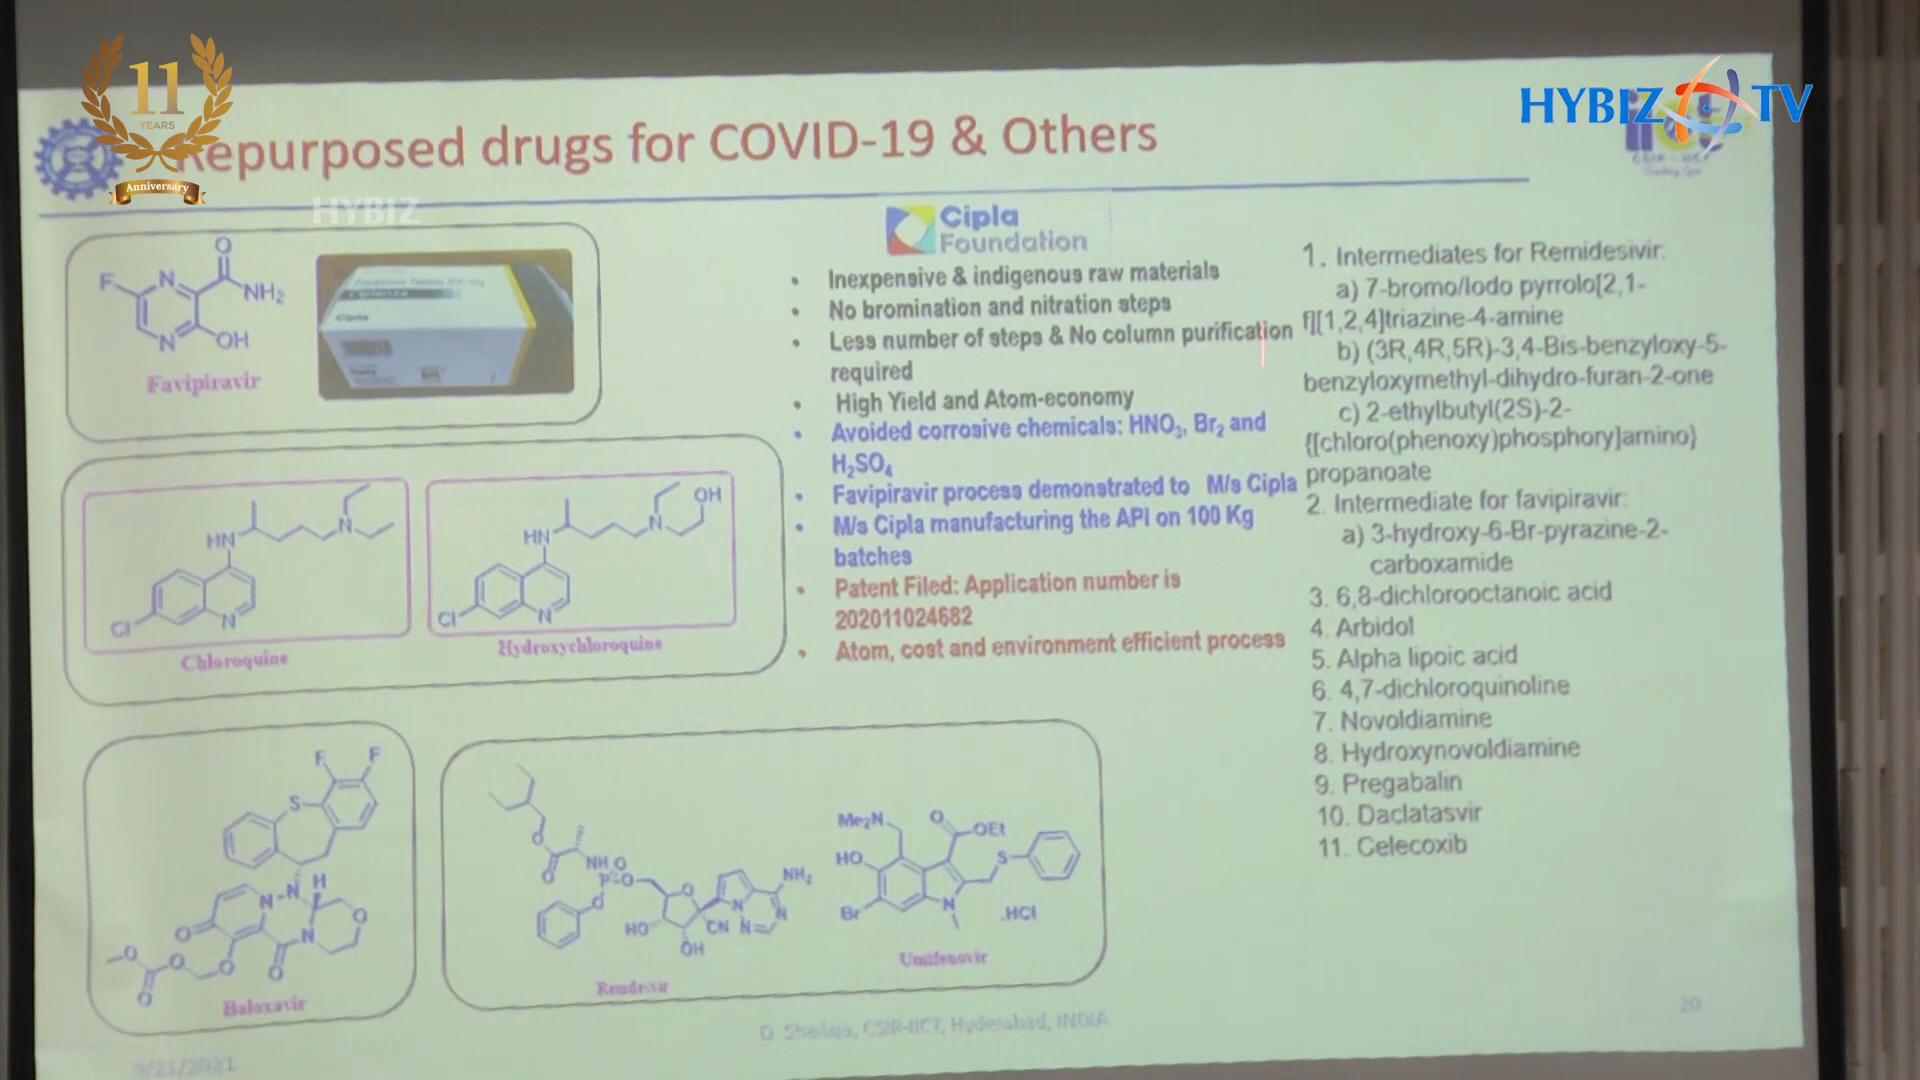 11
YEARS
Anniversary
HYBIZ TV
Repurposed drugs for COVID-19 & Others
HYBIZ
F
N
O
NH₂
N
OH
Favipiravir
Cipla
Cipla
Foundation
• Inexpensive & indigenous raw materials
• No bromination and nitration steps
• Less number of steps & No column purification
required
• High Yield and Atom-economy
• Avoided corrosive chemicals: HNO₃, Br₂ and
H₂SO₄
• Favipiravir process demonstrated to M/s Cipla
• M/s Cipla manufacturing the API on 100 Kg
batches
• Patent Filed: Application number is
202011024682
• Atom, cost and environment efficient process
HN
N
Cl
N
Chloroquine
HN
N
OH
Cl
N
Hydroxychloroquine
F
F
S
N
N
H
O
O
N
O
O
O
O
O
Baloxavir
O
O
NH
O
P
O
O
O
HO
OH
CN
N
N
N
NH₂
Remdesvir
Me₂N
O
OEt
HO
S
Br
N
.HCl
Umifenovir
1. Intermediates for Remidesivir:
a) 7-bromo/Iodo pyrrolo[2,1-
f][1,2,4]triazine-4-amine
b) (3R,4R,5R)-3,4-Bis-benzyloxy-5-
benzyloxymethyl-dihydro-furan-2-one
c) 2-ethylbutyl(2S)-2-
{[chloro(phenoxy)phosphory]amino}
propanoate
2. Intermediate for favipiravir:
a) 3-hydroxy-6-Br-pyrazine-2-
carboxamide
3. 6,8-dichlorooctanoic acid
4. Arbidol
5. Alpha lipoic acid
6. 4,7-dichloroquinoline
7. Novoldiamine
8. Hydroxynovoldiamine
9. Pregabalin
10. Daclatasvir
11. Celecoxib
D. Shailaja, CSIR-IICT, Hyderabad, INDIA
20
9/21/2021